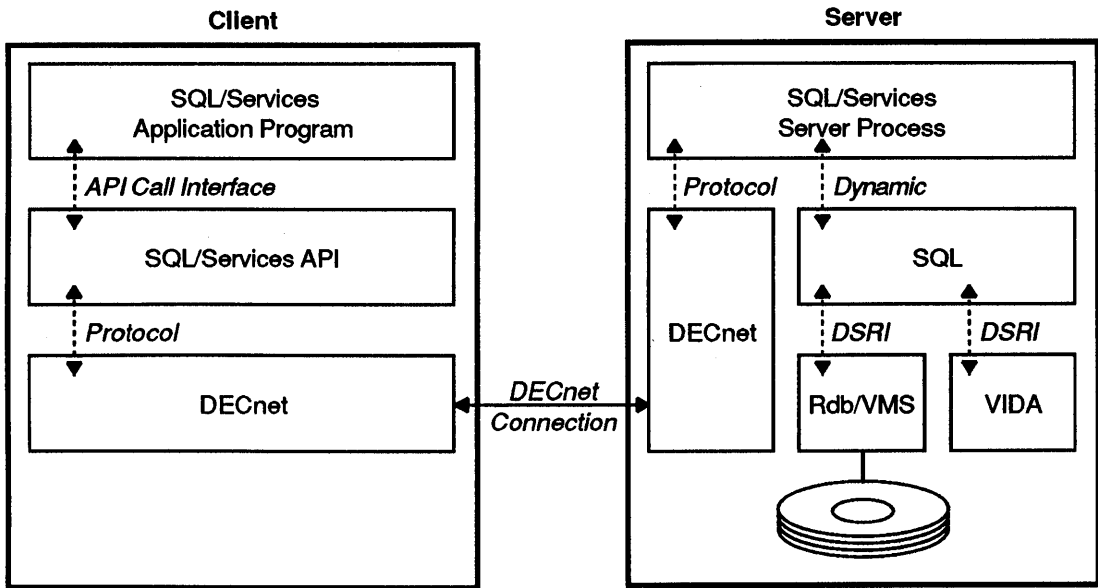 Client
SQL/Services
Application Program
API Call Interface
SQL/Services API
Protocol
DECnet
DECnet
Connection
Server
SQL/Services
Server Process
Protocol
Dynamic
DECnet
SQL
DSRI
DSRI
Rdb/VMS
VIDA